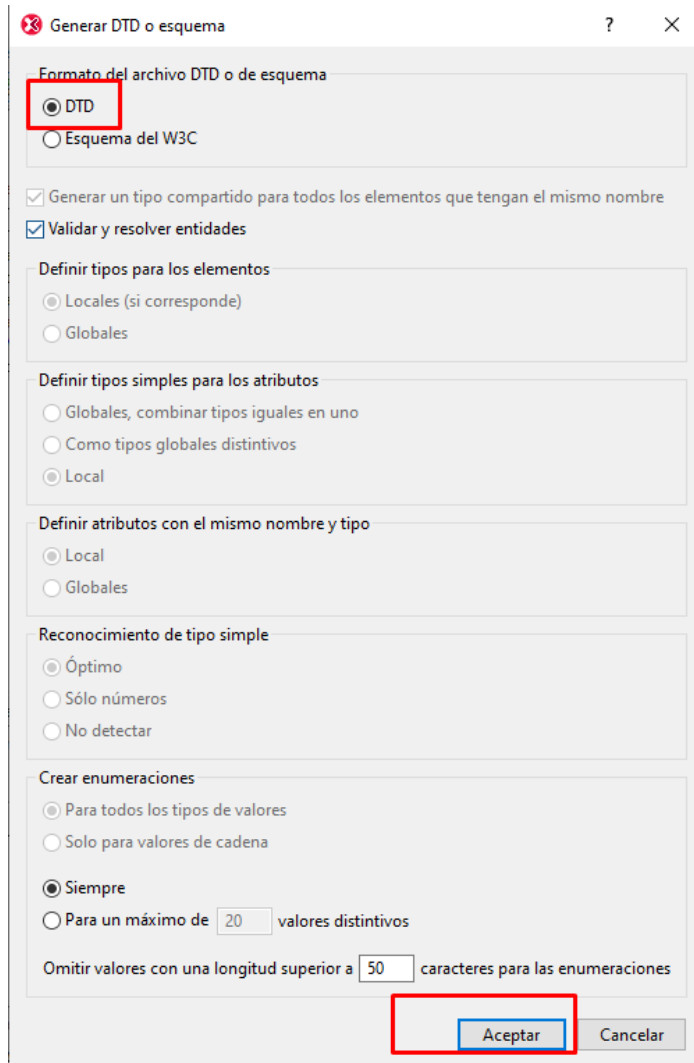 Generar DTD o esquema
?
Formato del archivo DTD o de esquema
DTD
Esquema del W3C
Generar un tipo compartido para todos los elementos que tengan el mismo nombre
Validar y resolver entidades
Definir tipos para los elementos
Locales (si corresponde)
Globales
Definir tipos simples para los atributos
Globales, combinar tipos iguales en uno
Como tipos globales distintivos
Local
Definir atributos con el mismo nombre y tipo
Local
Globales
Reconocimiento de tipo simple
Óptimo
Sólo números
No detectar
Crear enumeraciones
Para todos los tipos de valores
Solo para valores de cadena
Siempre
Para un máximo de 20 valores distintivos
Omitir valores con una longitud superior a 50 caracteres para las enumeraciones
Aceptar Cancelar